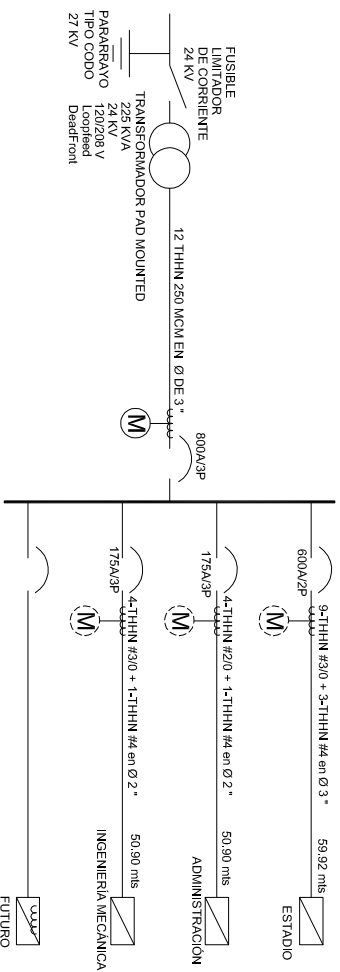 FUSIBLE
LIMITADOR
DE CORRIENTE
24 KV
PARARRAYO
TIPO CODO
27 KV
TRANSFORMADOR PAD MOUNTED
225 KVA
24 KV
120/208 V
Loopfeed
DeadFront
12 THHN 250 MCM EN Ø DE 3 "
M
800A/3P
600A/2P
9-THHN #3/0 + 3-THHN #4 en Ø 3 "
M
59.92 mts
ESTADIO
175A/3P
4-THHN #2/0 + 1-THHN #4 en Ø 2 "
M
50.90 mts
ADMINISTRACIÓN
175A/3P
4-THHN #3/0 + 1-THHN #4 en Ø 2 "
M
50.90 mts
INGENIERÍA MECÁNICA
FUTURO